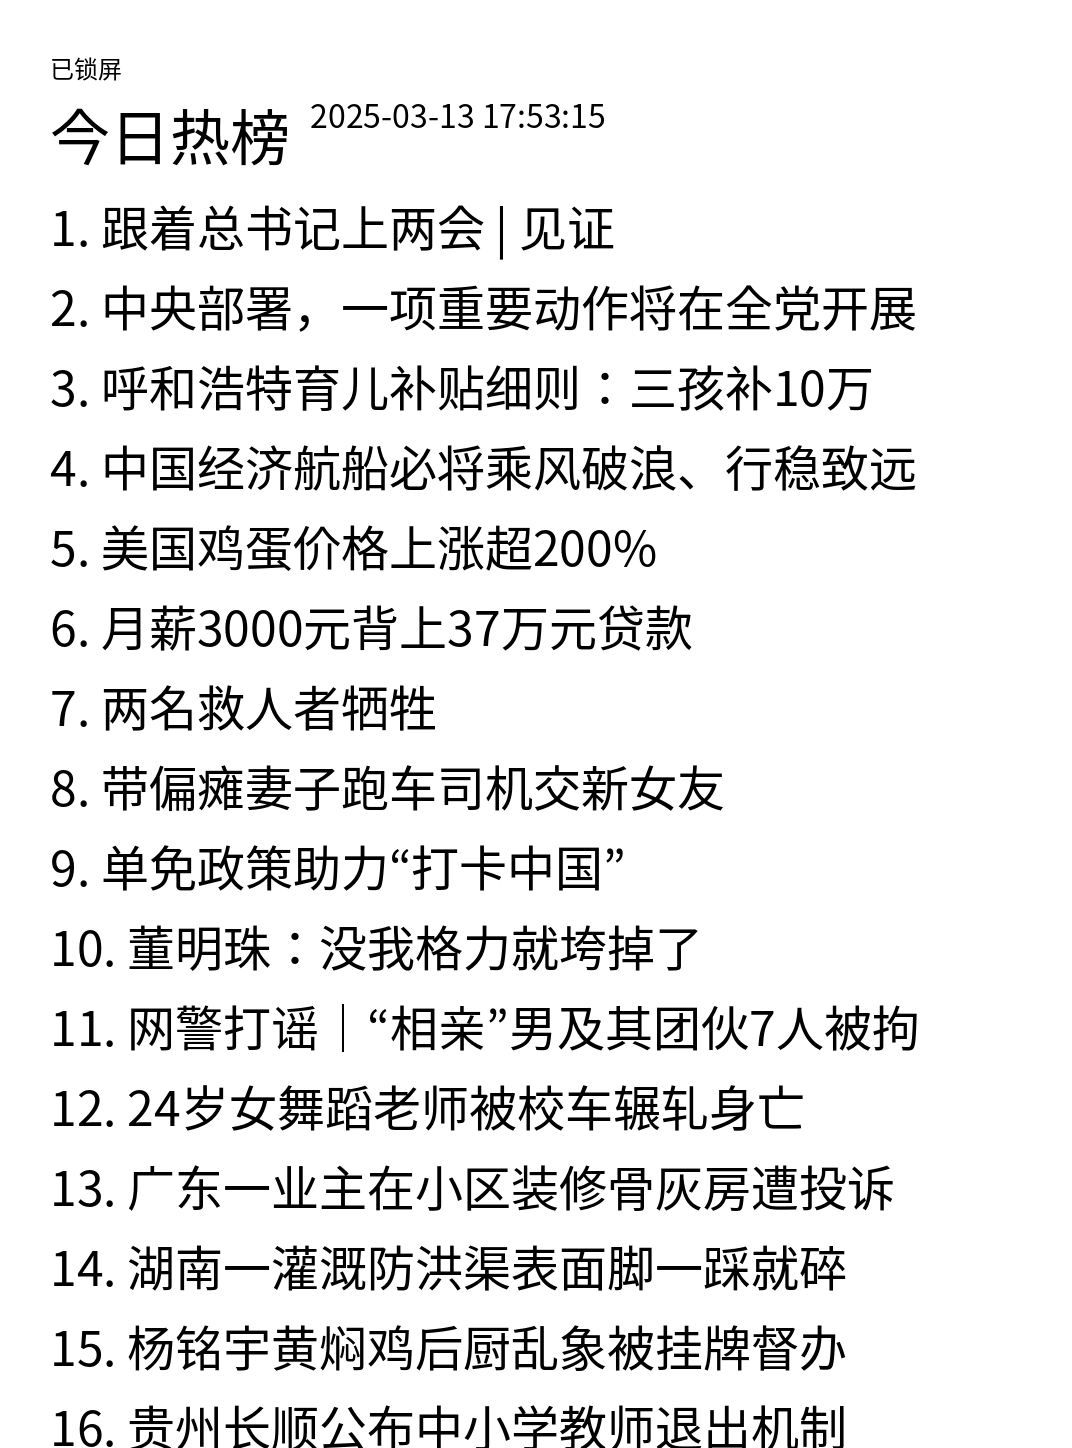 已锁屏
今日热榜 2025-03-13 17:53:15
1. 跟着总书记上两会 | 见证
2. 中央部署，一项重要动作将在全党开展
3. 呼和浩特育儿补贴细则：三孩补10万
4. 中国经济航船必将乘风破浪、行稳致远
5. 美国鸡蛋价格上涨超200%
6. 月薪3000元背上37万元贷款
7. 两名救人者牺牲
8. 带偏瘫妻子跑车司机交新女友
9. 单免政策助力“打卡中国”
10. 董明珠：没我格力就垮掉了
11. 网警打谣｜“相亲”男及其团伙7人被拘
12. 24岁女舞蹈老师被校车辗轧身亡
13. 广东一业主在小区装修骨灰房遭投诉
14. 湖南一灌溉防洪渠表面脚一踩就碎
15. 杨铭宇黄焖鸡后厨乱象被挂牌督办
16. 贵州长顺公布中小学教师退出机制